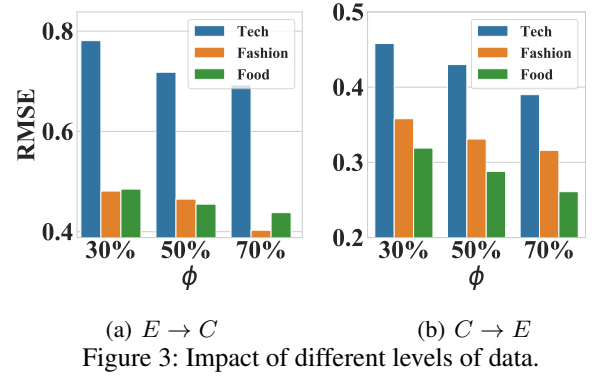 RMSE
0.8
0.6
0.4
Tech
Fashion
Food
30% 50% 70%
ϕ
0.5
0.4
0.3
0.2
Tech
Fashion
Food
30% 50% 70%
ϕ
(a) E → C
(b) C → E
Figure 3: Impact of different levels of data.